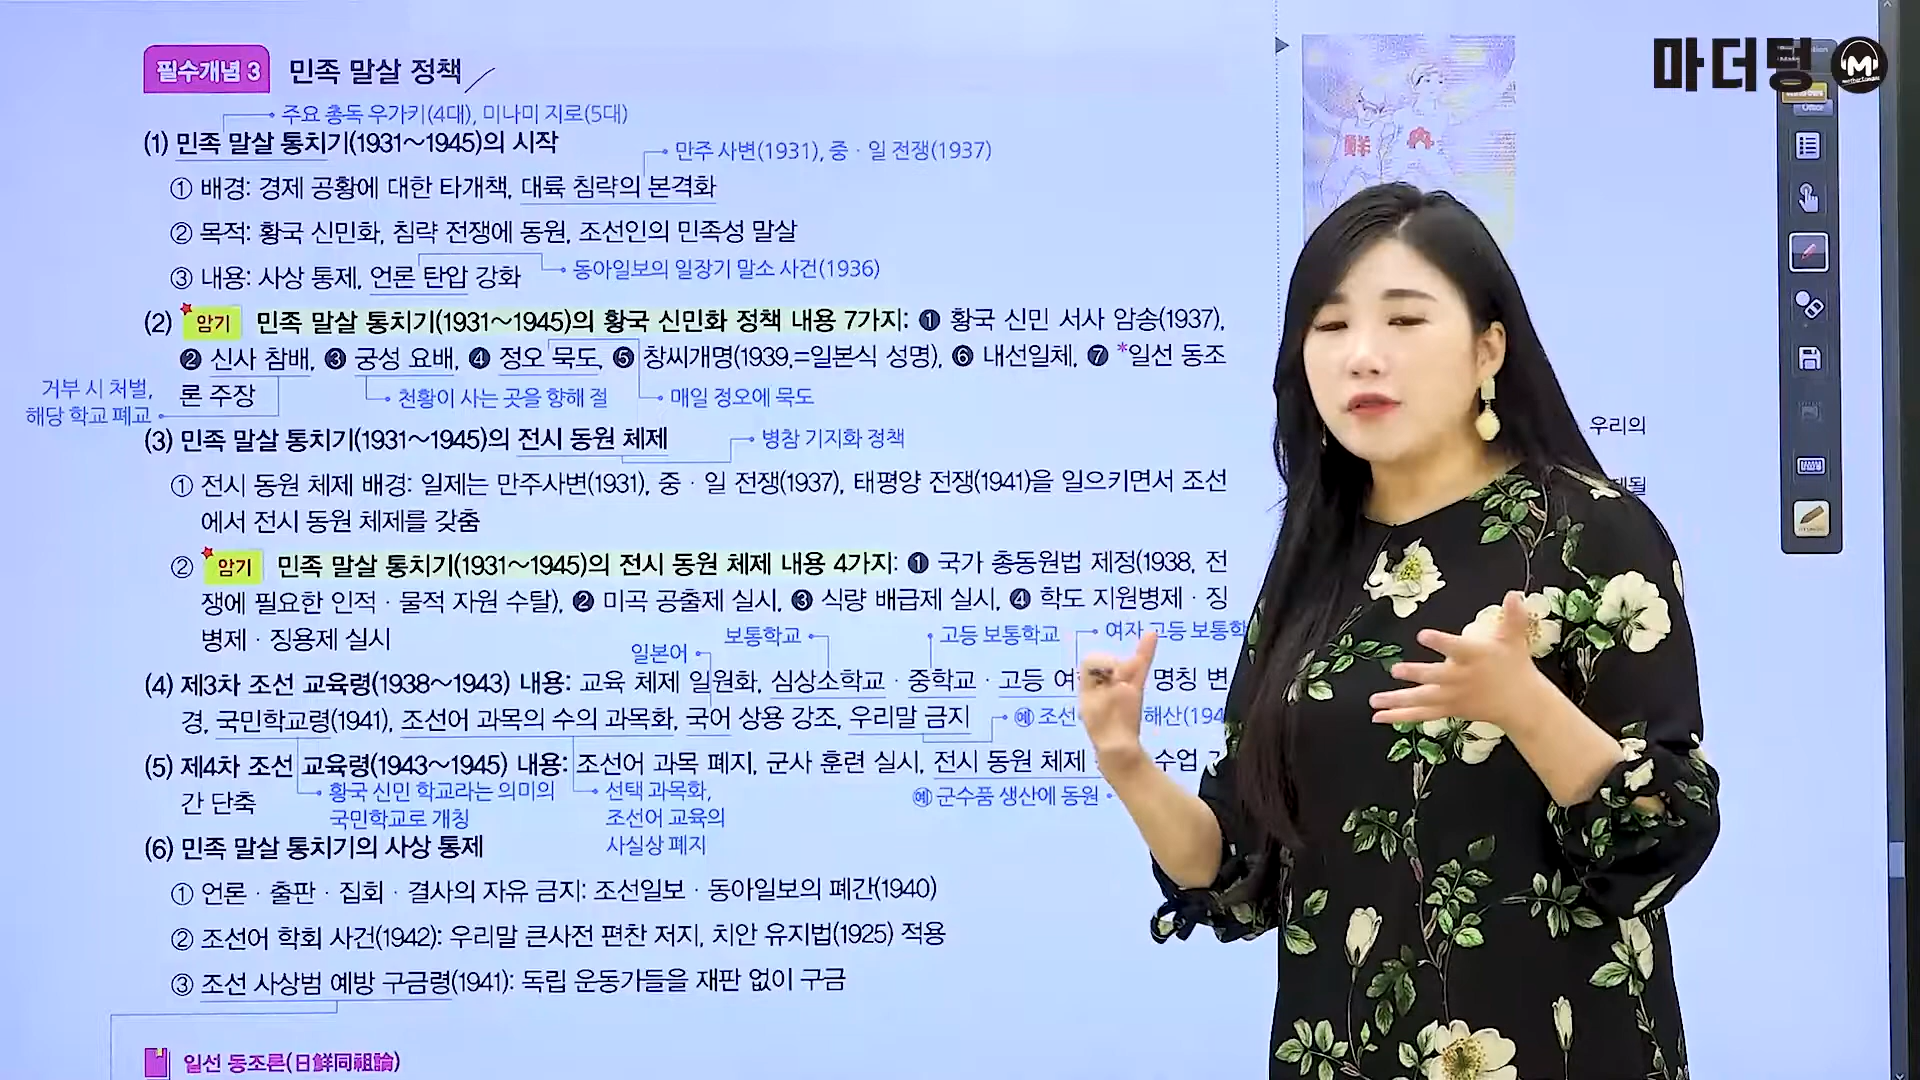 마더텅
필수개념 3 민족 말살 정책
주요 총독 우가키(4대), 미나미 지로(5대)
(1) 민족 말살 통치기(1931~1945)의 시작
만주 사변(1931), 중·일 전쟁(1937)
① 배경: 경제 공황에 대한 타개책, 대륙 침략의 본격화
② 목적: 황국 신민화, 침략 전쟁에 동원, 조선인의 민족성 말살
③ 내용: 사상 통제, 언론 탄압 강화
동아일보의 일장기 말소 사건(1936)
(2) 암기 민족 말살 통치기(1931~1945)의 황국 신민화 정책 내용 7가지: ❶ 황국 신민 서사 암송(1937),
❷ 신사 참배, ❸ 궁성 요배, ❹ 정오 묵도, ❺ 창씨개명(1939,=일본식 성명), ❻ 내선일체, ❼ *일선 동조
론 주장
거부 시 처벌,
해당 학교 폐교
천황이 사는 곳을 향해 절
매일 정오에 묵도
(3) 민족 말살 통치기(1931~1945)의 전시 동원 체제
병참 기지화 정책
① 전시 동원 체제 배경: 일제는 만주사변(1931), 중·일 전쟁(1937), 태평양 전쟁(1941)을 일으키면서 조선
에서 전시 동원 체제를 갖춤
② 암기 민족 말살 통치기(1931~1945)의 전시 동원 체제 내용 4가지: ❶ 국가 총동원법 제정(1938, 전
쟁에 필요한 인적·물적 자원 수탈), ❷ 미곡 공출제 실시, ❸ 식량 배급제 실시, ❹ 학도 지원병제·징
병제·징용제 실시
일본어
보통학교
고등 보통학교
여자 고등 보통학
(4) 제3차 조선 교육령(1938~1943) 내용: 교육 체제 일원화, 심상소학교·중학교·고등 여 명칭 변
경, 국민학교령(1941), 조선어 과목의 수의 과목화, 국어 상용 강조, 우리말 금지
예 조선 해산(194
(5) 제4차 조선 교육령(1943~1945) 내용: 조선어 과목 폐지, 군사 훈련 실시, 전시 동원 체제 수업
간 단축
황국 신민 학교라는 의미의
국민학교로 개칭
선택 과목화,
조선어 교육의
사실상 폐지
예 군수품 생산에 동원
(6) 민족 말살 통치기의 사상 통제
① 언론·출판·집회·결사의 자유 금지: 조선일보·동아일보의 폐간(1940)
② 조선어 학회 사건(1942): 우리말 큰사전 편찬 저지, 치안 유지법(1925) 적용
③ 조선 사상범 예방 구금령(1941): 독립 운동가들을 재판 없이 구금
일선 동조론(日鮮同祖論)
우리의